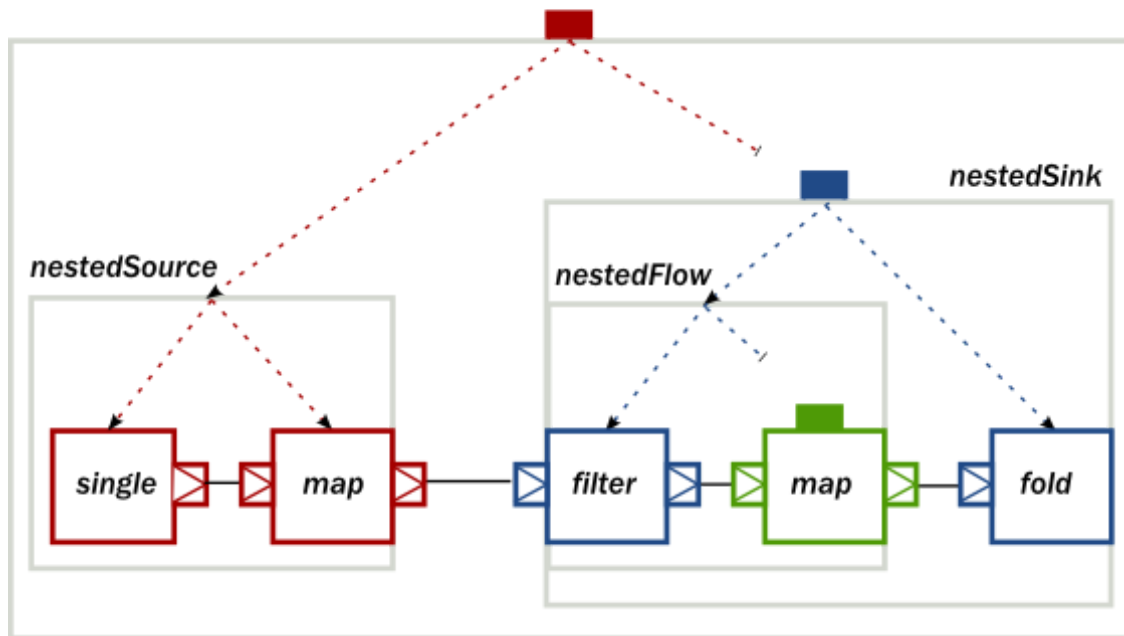 nestedSink
nestedSource
nestedFlow
single
map
filter
map
fold